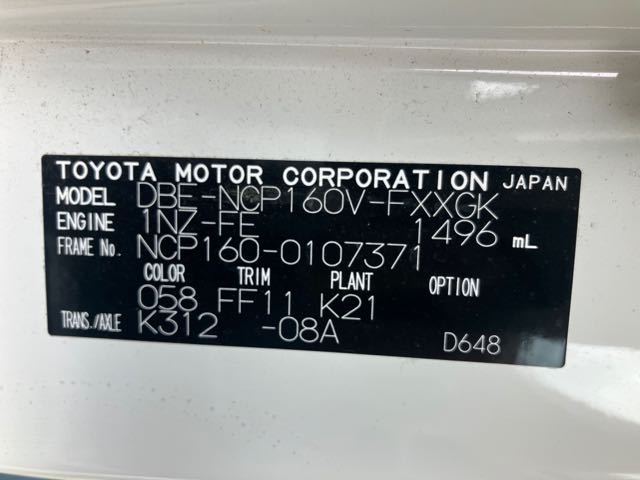 TOYOTA MOTOR CORPORATION JAPAN
MODEL DBE-NCP160V-FXXGK
ENGINE 1NZ-FE 1496 mL
FRAME No. NCP160-0107371
COLOR TRIM PLANT OPTION
058 FF11 K21
TRANS./AXLE K312 -08A D648